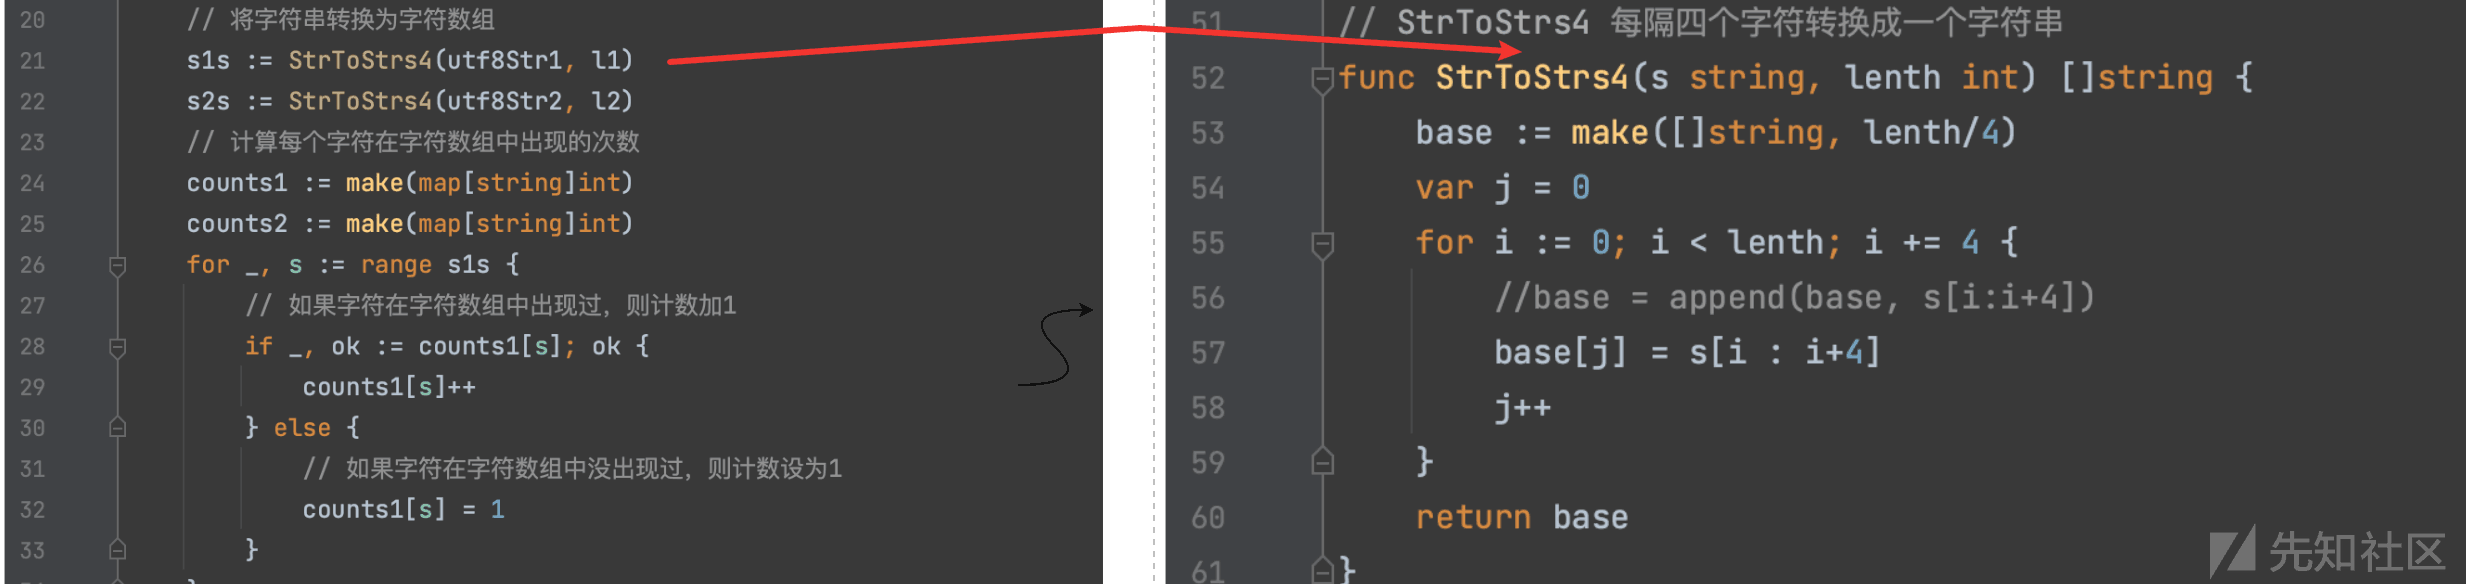 20 // 将字符串转换为字符数组
21 s1s := StrToStrs4(utf8Str1, l1)
22 s2s := StrToStrs4(utf8Str2, l2)
23 // 计算每个字符在字符数组中出现的次数
24 counts1 := make(map[string]int)
25 counts2 := make(map[string]int)
26 for _, s := range s1s {
27 // 如果字符在字符数组中出现过，则计数加1
28 if _, ok := counts1[s]; ok {
29 counts1[s]++
30 } else {
31 // 如果字符在字符数组中没出现过，则计数设为1
32 counts1[s] = 1
33 }
51 // StrToStrs4 每隔四个字符转换成一个字符串
52 func StrToStrs4(s string, lenth int) []string {
53 base := make([]string, lenth/4)
54 var j = 0
55 for i := 0; i < lenth; i += 4 {
56 //base = append(base, s[i:i+4])
57 base[j] = s[i : i+4]
58 j++
59 }
60 return base
61 }
先知社区